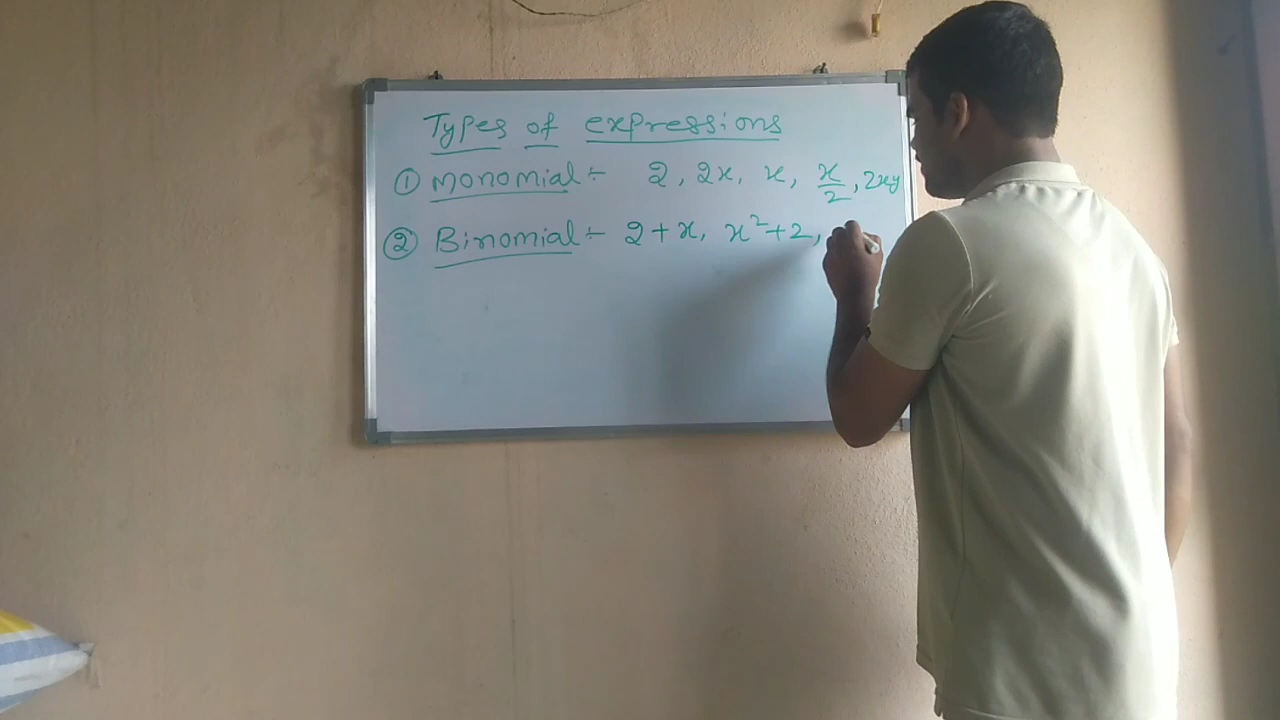 Types of expressions
① monomial :- 2, 2x, x, x/2, 2xy
② Binomial :- 2+x, x²+2,